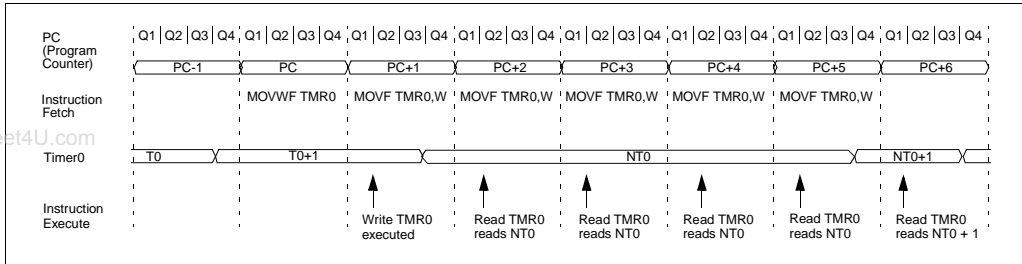 PC
(Program
Counter)
Q1 Q2 Q3 Q4 Q1 Q2 Q3 Q4 Q1 Q2 Q3 Q4 Q1 Q2 Q3 Q4 Q1 Q2 Q3 Q4 Q1 Q2 Q3 Q4 Q1 Q2 Q3 Q4 Q1 Q2 Q3 Q4
PC-1 PC PC+1 PC+2 PC+3 PC+4 PC+5 PC+6
Instruction
Fetch
MOVWF TMR0 MOVF TMR0,W MOVF TMR0,W MOVF TMR0,W MOVF TMR0,W MOVF TMR0,W
eet4U.com
Timer0 T0 T0+1 NT0 NT0+1
Instruction
Execute
Write TMR0
executed
Read TMR0
reads NT0
Read TMR0
reads NT0
Read TMR0
reads NT0
Read TMR0
reads NT0
Read TMR0
reads NT0 + 1